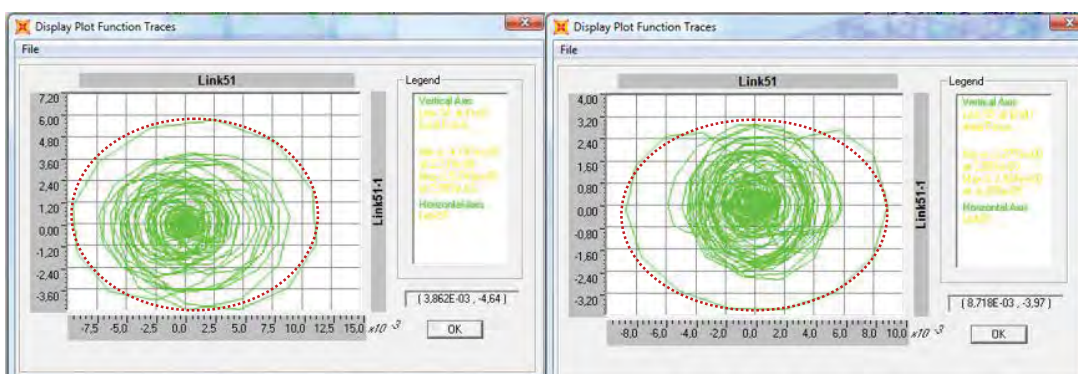 Display Plot Function Traces
File
Link51
7,20
6,00
4,80
3,60
2,40
1,20
0,00
-1,20
-2,40
-3,60
-7,5 -5,0 -2,5 0,0 2,5 5,0 7,5 10,0 12,5 15,0 x10 -3
Link51-1
Legend
Vertical Axis
Horizontal Axis
( 3,862E-03 , -4,64 )
OK
Display Plot Function Traces
File
Link51
4,00
3,20
2,40
1,60
0,80
0,00
-0,80
-1,60
-2,40
-3,20
-8,0 -6,0 -4,0 -2,0 0,0 2,0 4,0 6,0 8,0 10,0 x10 -3
Link51-1
Legend
Vertical Axis
Horizontal Axis
( 8,718E-03 , -3,97 )
OK